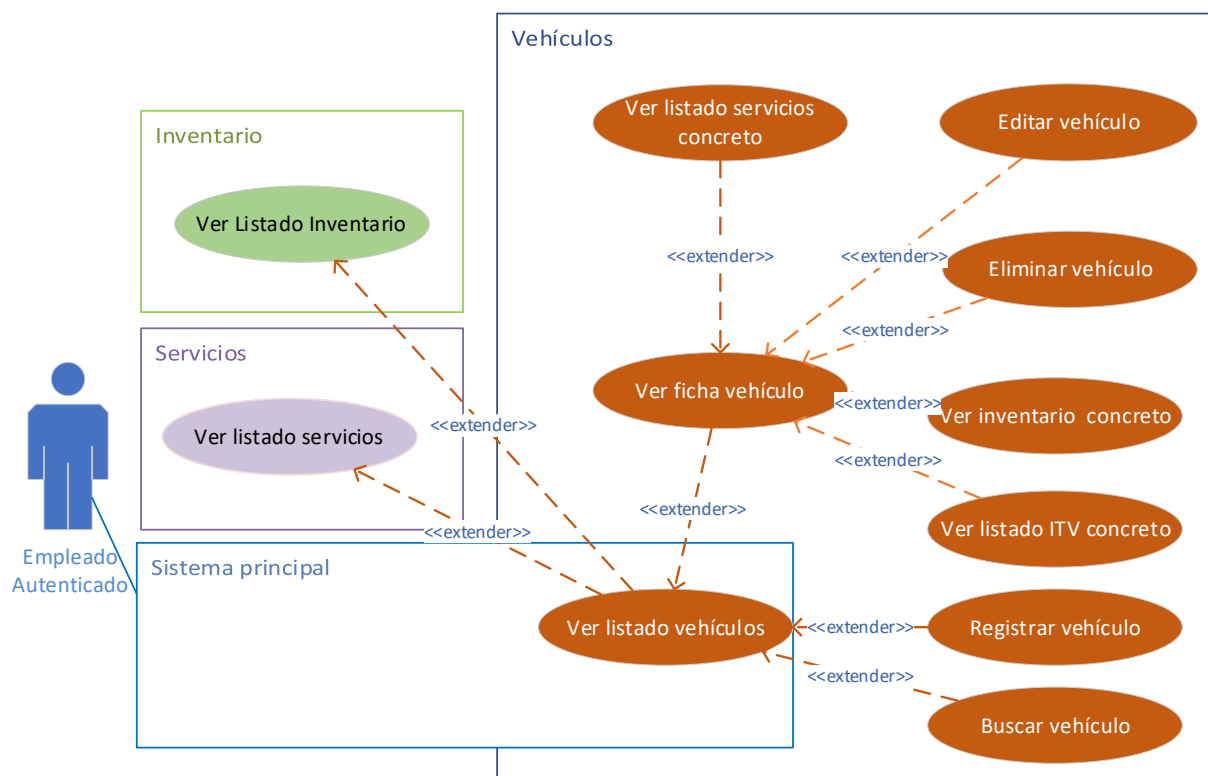 Vehículos
Ver listado servicios
concreto
Editar vehículo
Inventario
Ver Listado Inventario
<<extender>>
<<extender>>
Eliminar vehículo
<<extender>>
Servicios
Ver ficha vehículo
<<extender>>
Ver inventario  concreto
Ver listado servicios
<<extender>>
<<extender>>
<<extender>>
<<extender>>
Ver listado ITV concreto
Empleado
Autenticado
Sistema principal
Ver listado vehículos
<<extender>>
Registrar vehículo
<<extender>>
Buscar vehículo